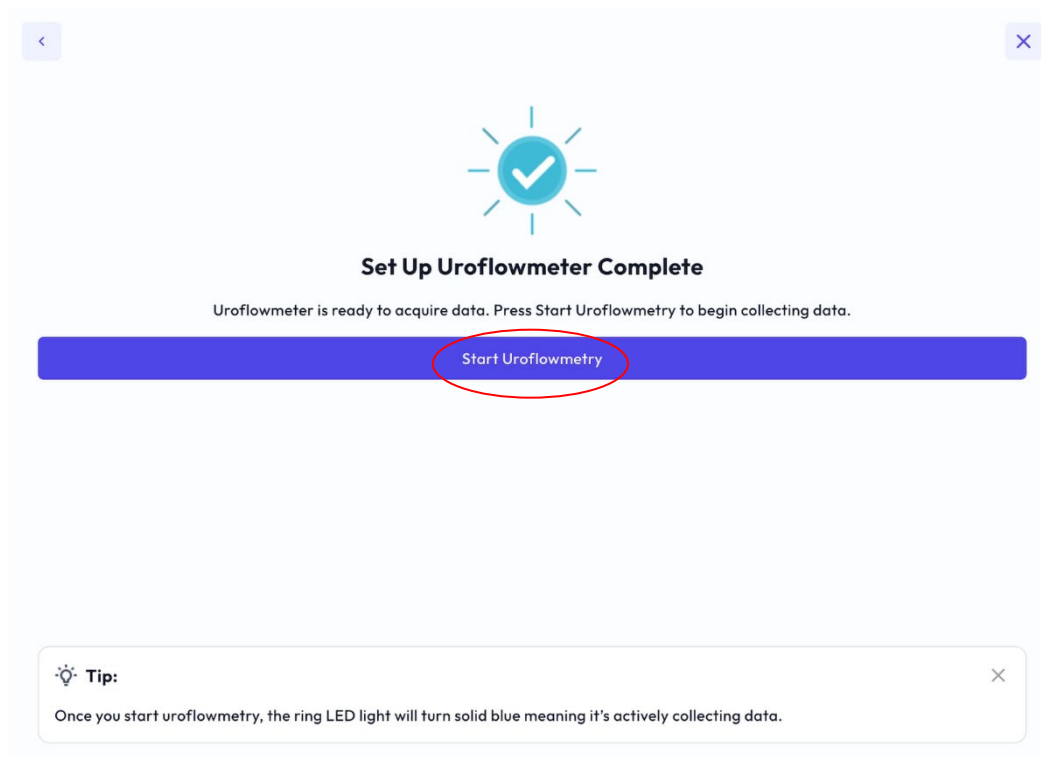 Set Up Uroflowmeter Complete
Uroflowmeter is ready to acquire data. Press Start Uroflowmetry to begin collecting data.
Start Uroflowmetry
Tip:
Once you start uroflowmetry, the ring LED light will turn solid blue meaning it's actively collecting data.